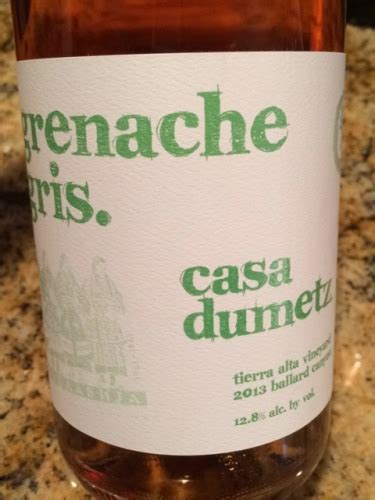 grenache
gris.
casa
dumetz
tierra alta vineyard
2013 ballard canyon
12.8% alc. by vol.